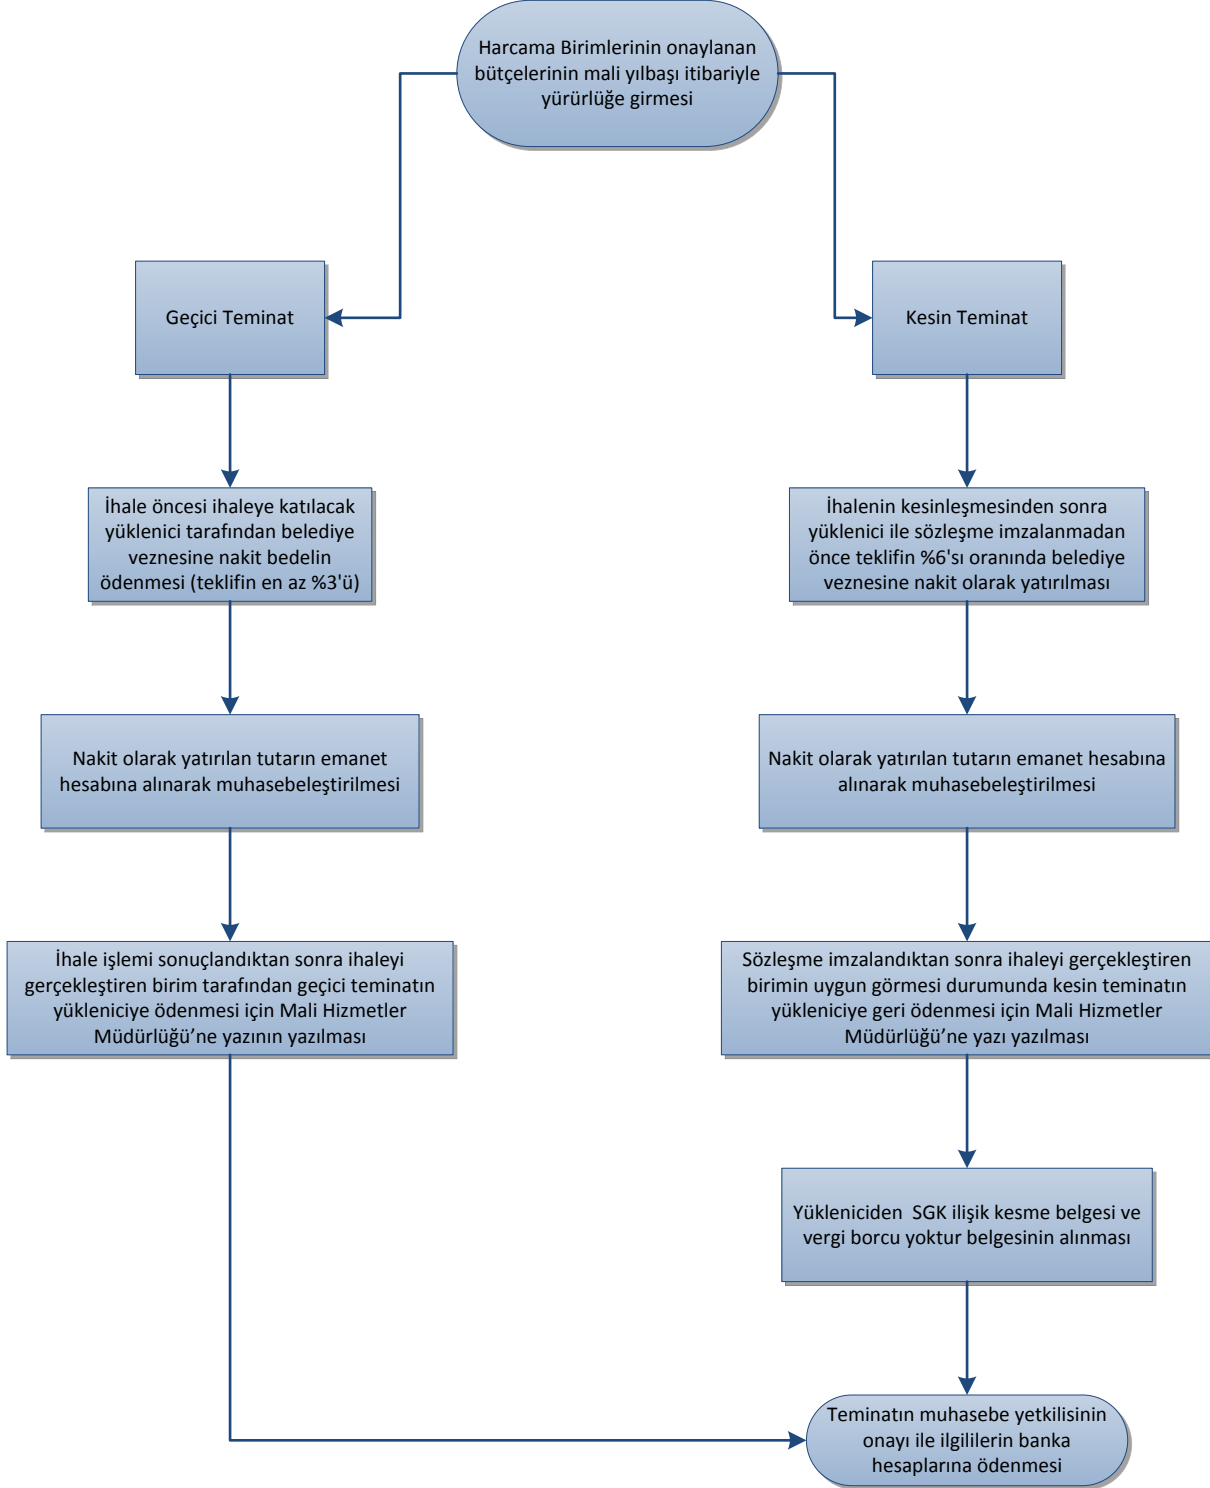 Harcama Birimlerinin onaylanan
bütçelerinin mali yılbaşı itibariyle
yürürlüğe girmesi
Geçici Teminat
Kesin Teminat
İhale öncesi ihaleye katılacak
yüklenici tarafından belediye
veznesine nakit bedelin
ödenmesi (teklifin en az %3'ü)
İhalenin kesinleşmesinden sonra
yüklenici ile sözleşme imzalanmadan
önce teklifin %6'sı oranında belediye
veznesine nakit olarak yatırılması
Nakit olarak yatırılan tutarın emanet
hesabına alınarak muhasebeleştirilmesi
Nakit olarak yatırılan tutarın emanet hesabına
alınarak muhasebeleştirilmesi
İhale işlemi sonuçlandıktan sonra ihaleyi
gerçekleştiren birim tarafından geçici teminatın
yükleniciye ödenmesi için Mali Hizmetler
Müdürlüğü’ne yazının yazılması
Sözleşme imzalandıktan sonra ihaleyi gerçekleştiren
birimin uygun görmesi durumunda kesin teminatın
yükleniciye geri ödenmesi için Mali Hizmetler
Müdürlüğü’ne yazı yazılması
Yükleniciden  SGK ilişik kesme belgesi ve
vergi borcu yoktur belgesinin alınması
Teminatın muhasebe yetkilisinin
onayı ile ilgililerin banka
hesaplarına ödenmesi